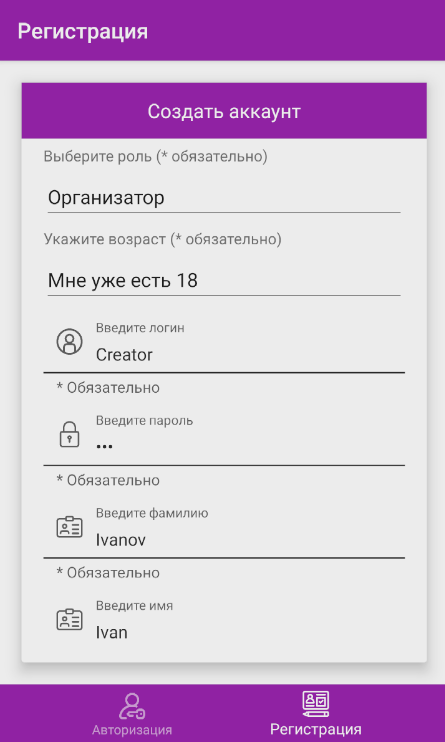 Регистрация
Создать аккаунт
Выберите роль (* обязательно)
Организатор
Укажите возраст (* обязательно)
Мне уже есть 18
Введите логин
Creator
* Обязательно
Введите пароль
•••
* Обязательно
Введите фамилию
Ivanov
* Обязательно
Введите имя
Ivan
Авторизация
Регистрация